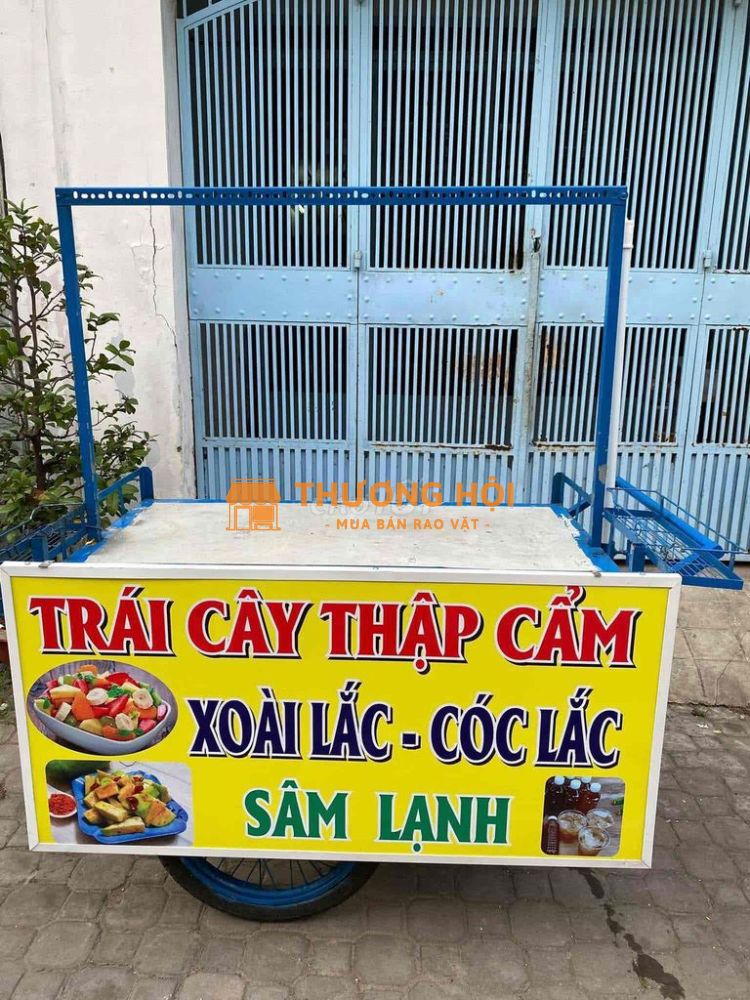 THƯƠNG HỘI
- MUA BÁN RAO VẶT -
TRÁI CÂY THẬP CẨM
XOÀI LẮC - CÓC LẮC
SÂM LẠNH